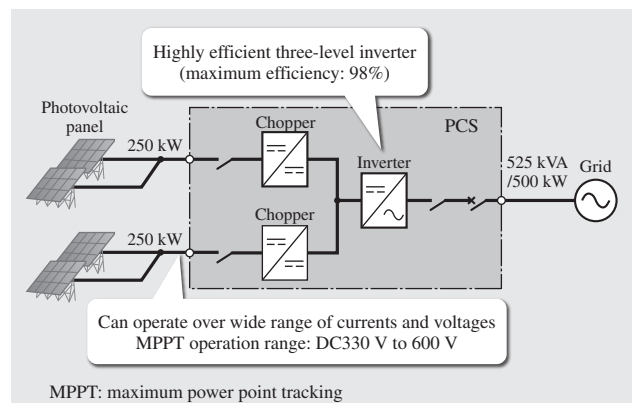 Highly efficient three-level inverter
(maximum efficiency: 98%)
Photovoltaic
panel
250 kW
Chopper
PCS
Inverter
525 kVA
/500 kW
Grid
Chopper
250 kW
Can operate over wide range of currents and voltages
MPPT operation range: DC330 V to 600 V
MPPT: maximum power point tracking